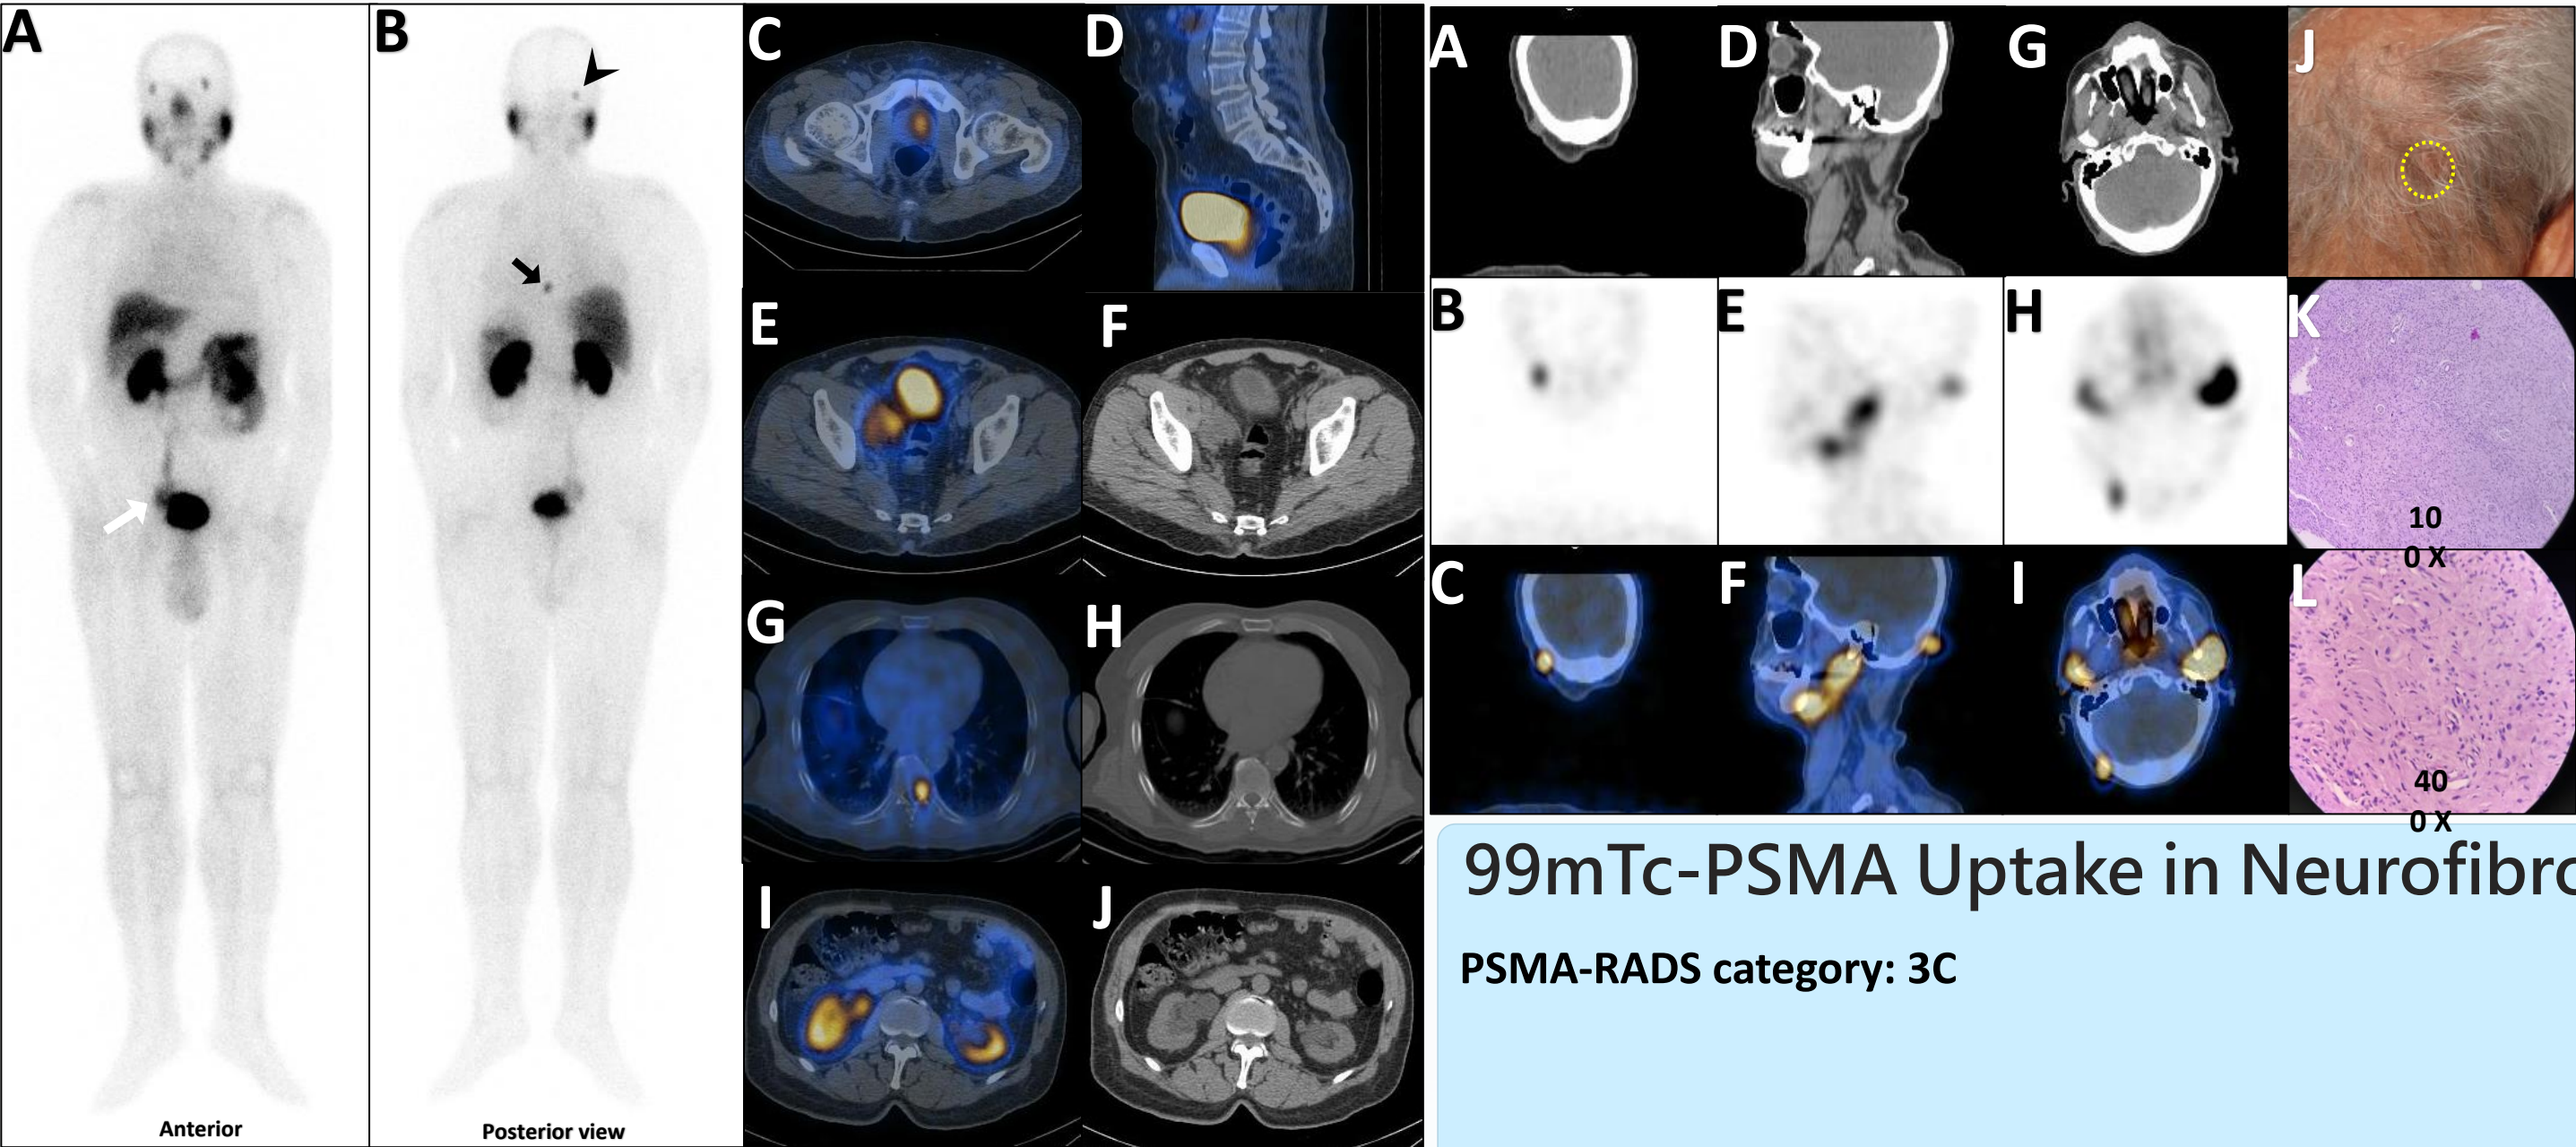 A
B
Anterior
Posterior view
C
D
E
F
G
H
I
J
A
D
G
J
B
E
H
K
10
0 X
C
F
I
L
40
0 X
99mTc-PSMA Uptake in Neurofibro
PSMA-RADS category: 3C